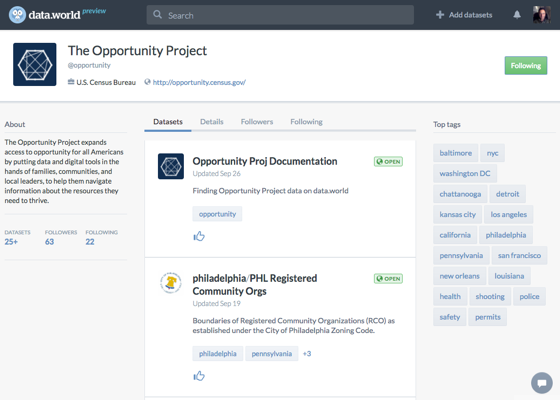 data.world preview
Search
Add datasets
The Opportunity Project
@opportunity
U.S. Census Bureau http://opportunity.census.gov/
Following
About
The Opportunity Project expands
access to opportunity for all Americans
by putting data and digital tools in the
hands of families, communities, and
local leaders, to help them navigate
information about the resources they
need to thrive.
DATASETS FOLLOWERS FOLLOWING
25+ 63 22
Datasets Details Followers Following
Opportunity Proj Documentation
OPEN
Updated Sep 26
Finding Opportunity Project data on data.world
opportunity
philadelphia/PHL Registered
Community Orgs
OPEN
Updated Sep 19
Boundaries of Registered Community Organizations (RCO) as
established under the City of Philadelphia Zoning Code.
philadelphia pennsylvania +3
Top tags
baltimore nyc
washington DC
chattanooga detroit
kansas city los angeles
california philadelphia
pennsylvania san francisco
new orleans louisiana
health shooting police
safety permits